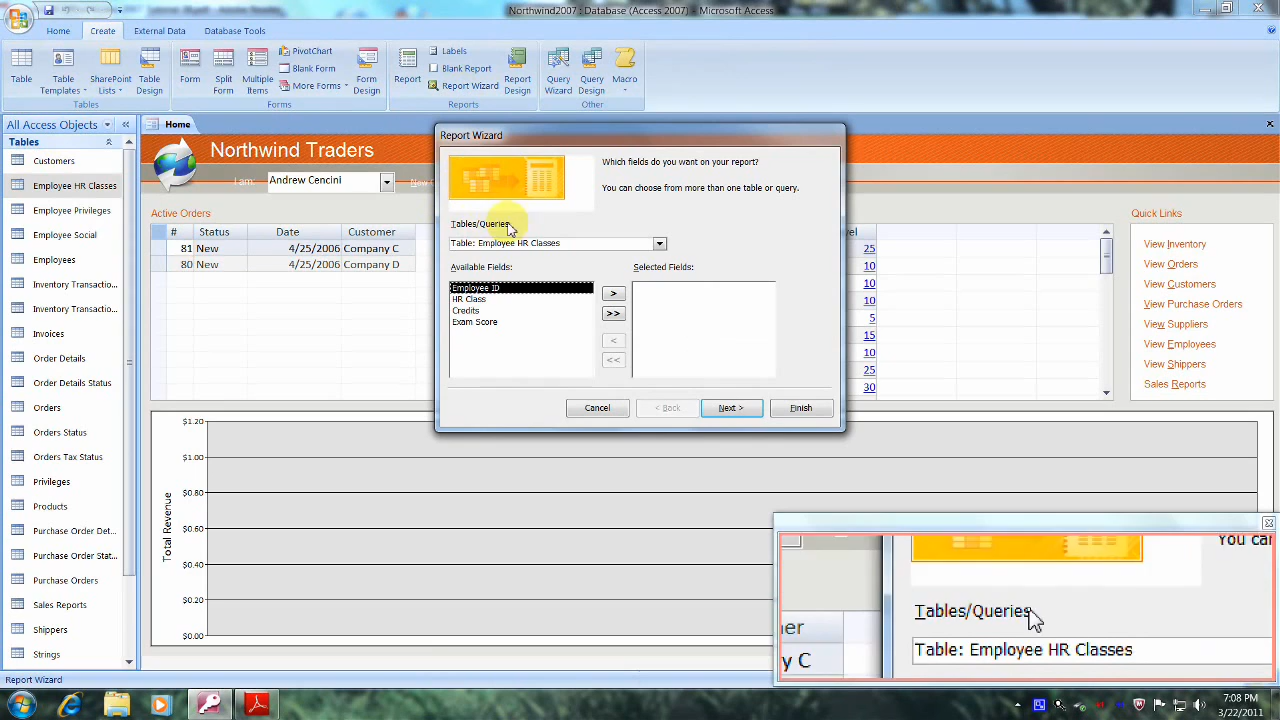 Northwind2007 : Database (Access 2007) - Microsoft Access
Home Create External Data Database Tools
Table
Table Templates
SharePoint Lists
Table Design
Tables
Form
Split Form
Multiple Items
PivotChart
Blank Form
More Forms
Form Design
Forms
Report
Labels
Blank Report
Report Wizard
Report Design
Reports
Query Wizard
Query Design
Macro
Other
All Access Objects
Tables
Customers
Employee HR Classes
Employee Privileges
Employee Social
Employees
Inventory Transactio...
Inventory Transactio...
Invoices
Order Details
Order Details Status
Orders
Orders Status
Orders Tax Status
Privileges
Products
Purchase Order Det...
Purchase Order Stat...
Purchase Orders
Sales Reports
Shippers
Strings
Home
Northwind Traders
I am: Andrew Cencini
Active Orders
# Status Date Customer
81 New 4/25/2006 Company C
80 New 4/25/2006 Company D
Report Wizard
Which fields do you want on your report?
You can choose from more than one table or query.
Tables/Queries
Table: Employee HR Classes
Available Fields:
Selected Fields:
Employee ID
HR Class
Credits
Exam Score
>
>>
<
<<
Cancel < Back Next > Finish
25
10
10
10
5
15
10
25
30
Quick Links
View Inventory
View Orders
View Customers
View Purchase Orders
View Suppliers
View Employees
View Shippers
Sales Reports
Total Revenue
$1.20
$1.00
$0.80
$0.60
$0.40
$0.20
$0.00
You can
Tables/Queries
Table: Employee HR Classes
y C
Report Wizard
7:08 PM
3/22/2011